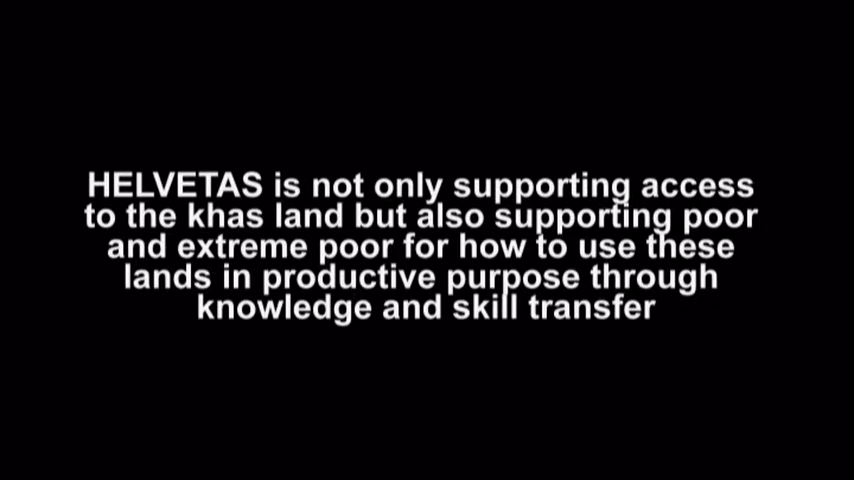 HELVETAS is not only supporting access
to the khas land but also supporting poor
and extreme poor for how to use these
lands in productive purpose through
knowledge and skill transfer